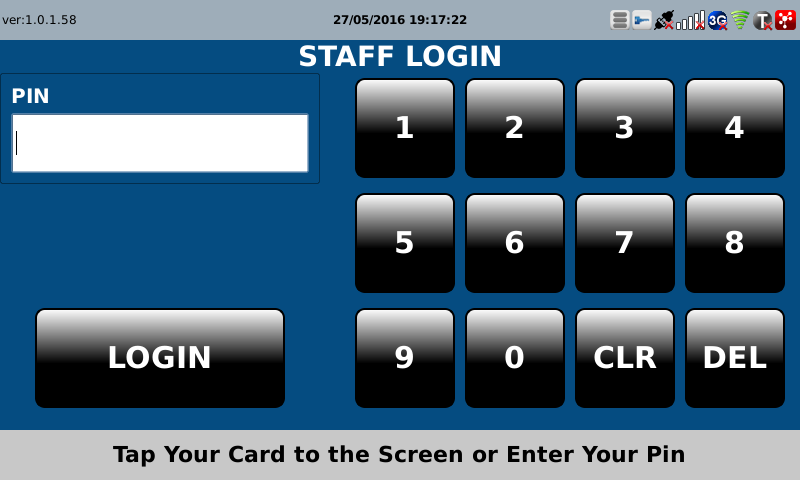 ver:1.0.1.58
27/05/2016 19:17:22
3G
T
STAFF LOGIN
PIN
1 2 3 4
5 6 7 8
LOGIN
9 0 CLR DEL
Tap Your Card to the Screen or Enter Your Pin